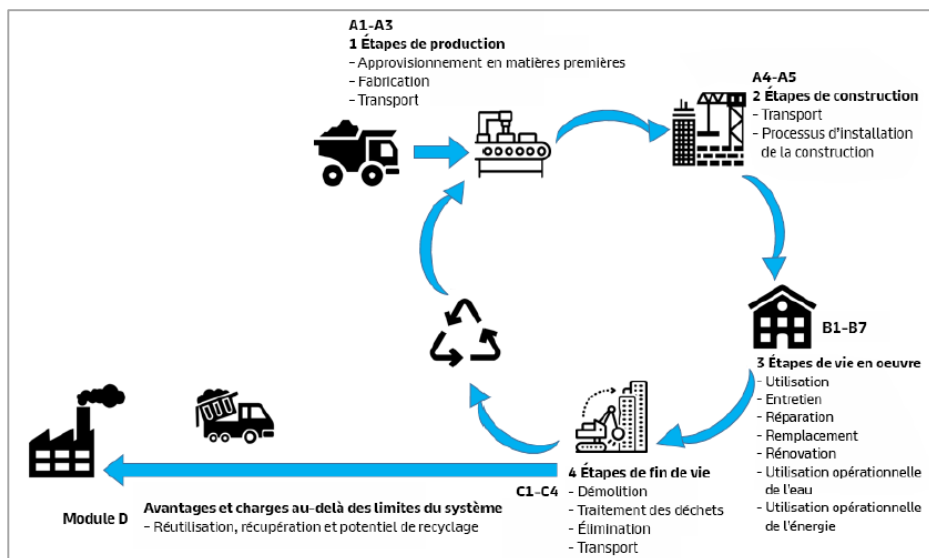 A1-A3
1 Étapes de production
- Approvisionnement en matières premières
- Fabrication
- Transport
A4-A5
2 Étapes de construction
- Transport
- Processus d'installation
de la construction
B1-B7
3 Étapes de vie en oeuvre
- Utilisation
- Entretien
- Réparation
- Remplacement
- Rénovation
- Utilisation opérationnelle
de l'eau
- Utilisation opérationnelle
de l'énergie
C1-C4
4 Étapes de fin de vie
- Démolition
- Traitement des déchets
- Élimination
- Transport
Module D
Avantages et charges au-delà des limites du système
- Réutilisation, récupération et potentiel de recyclage